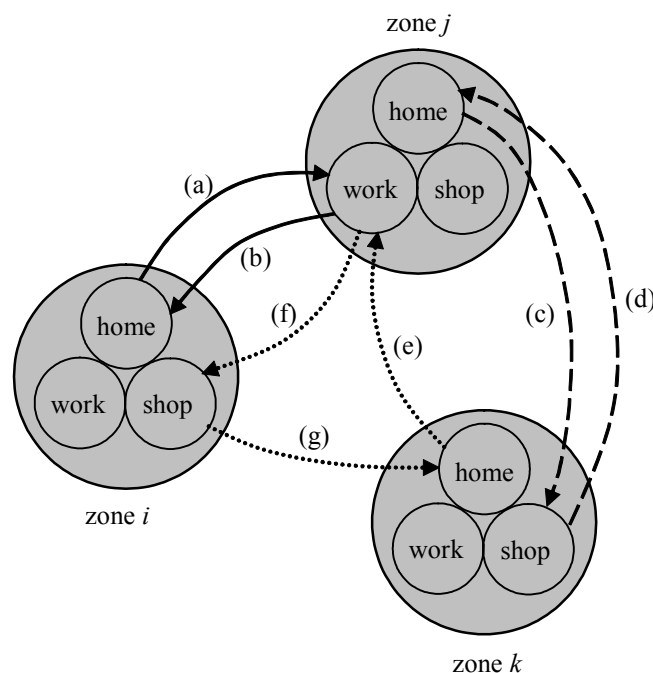 zone j
home
(a)
work
shop
(b)
(d)
(c)
(f)
home
(e)
work
shop
(g)
home
zone i
work
shop
zone k